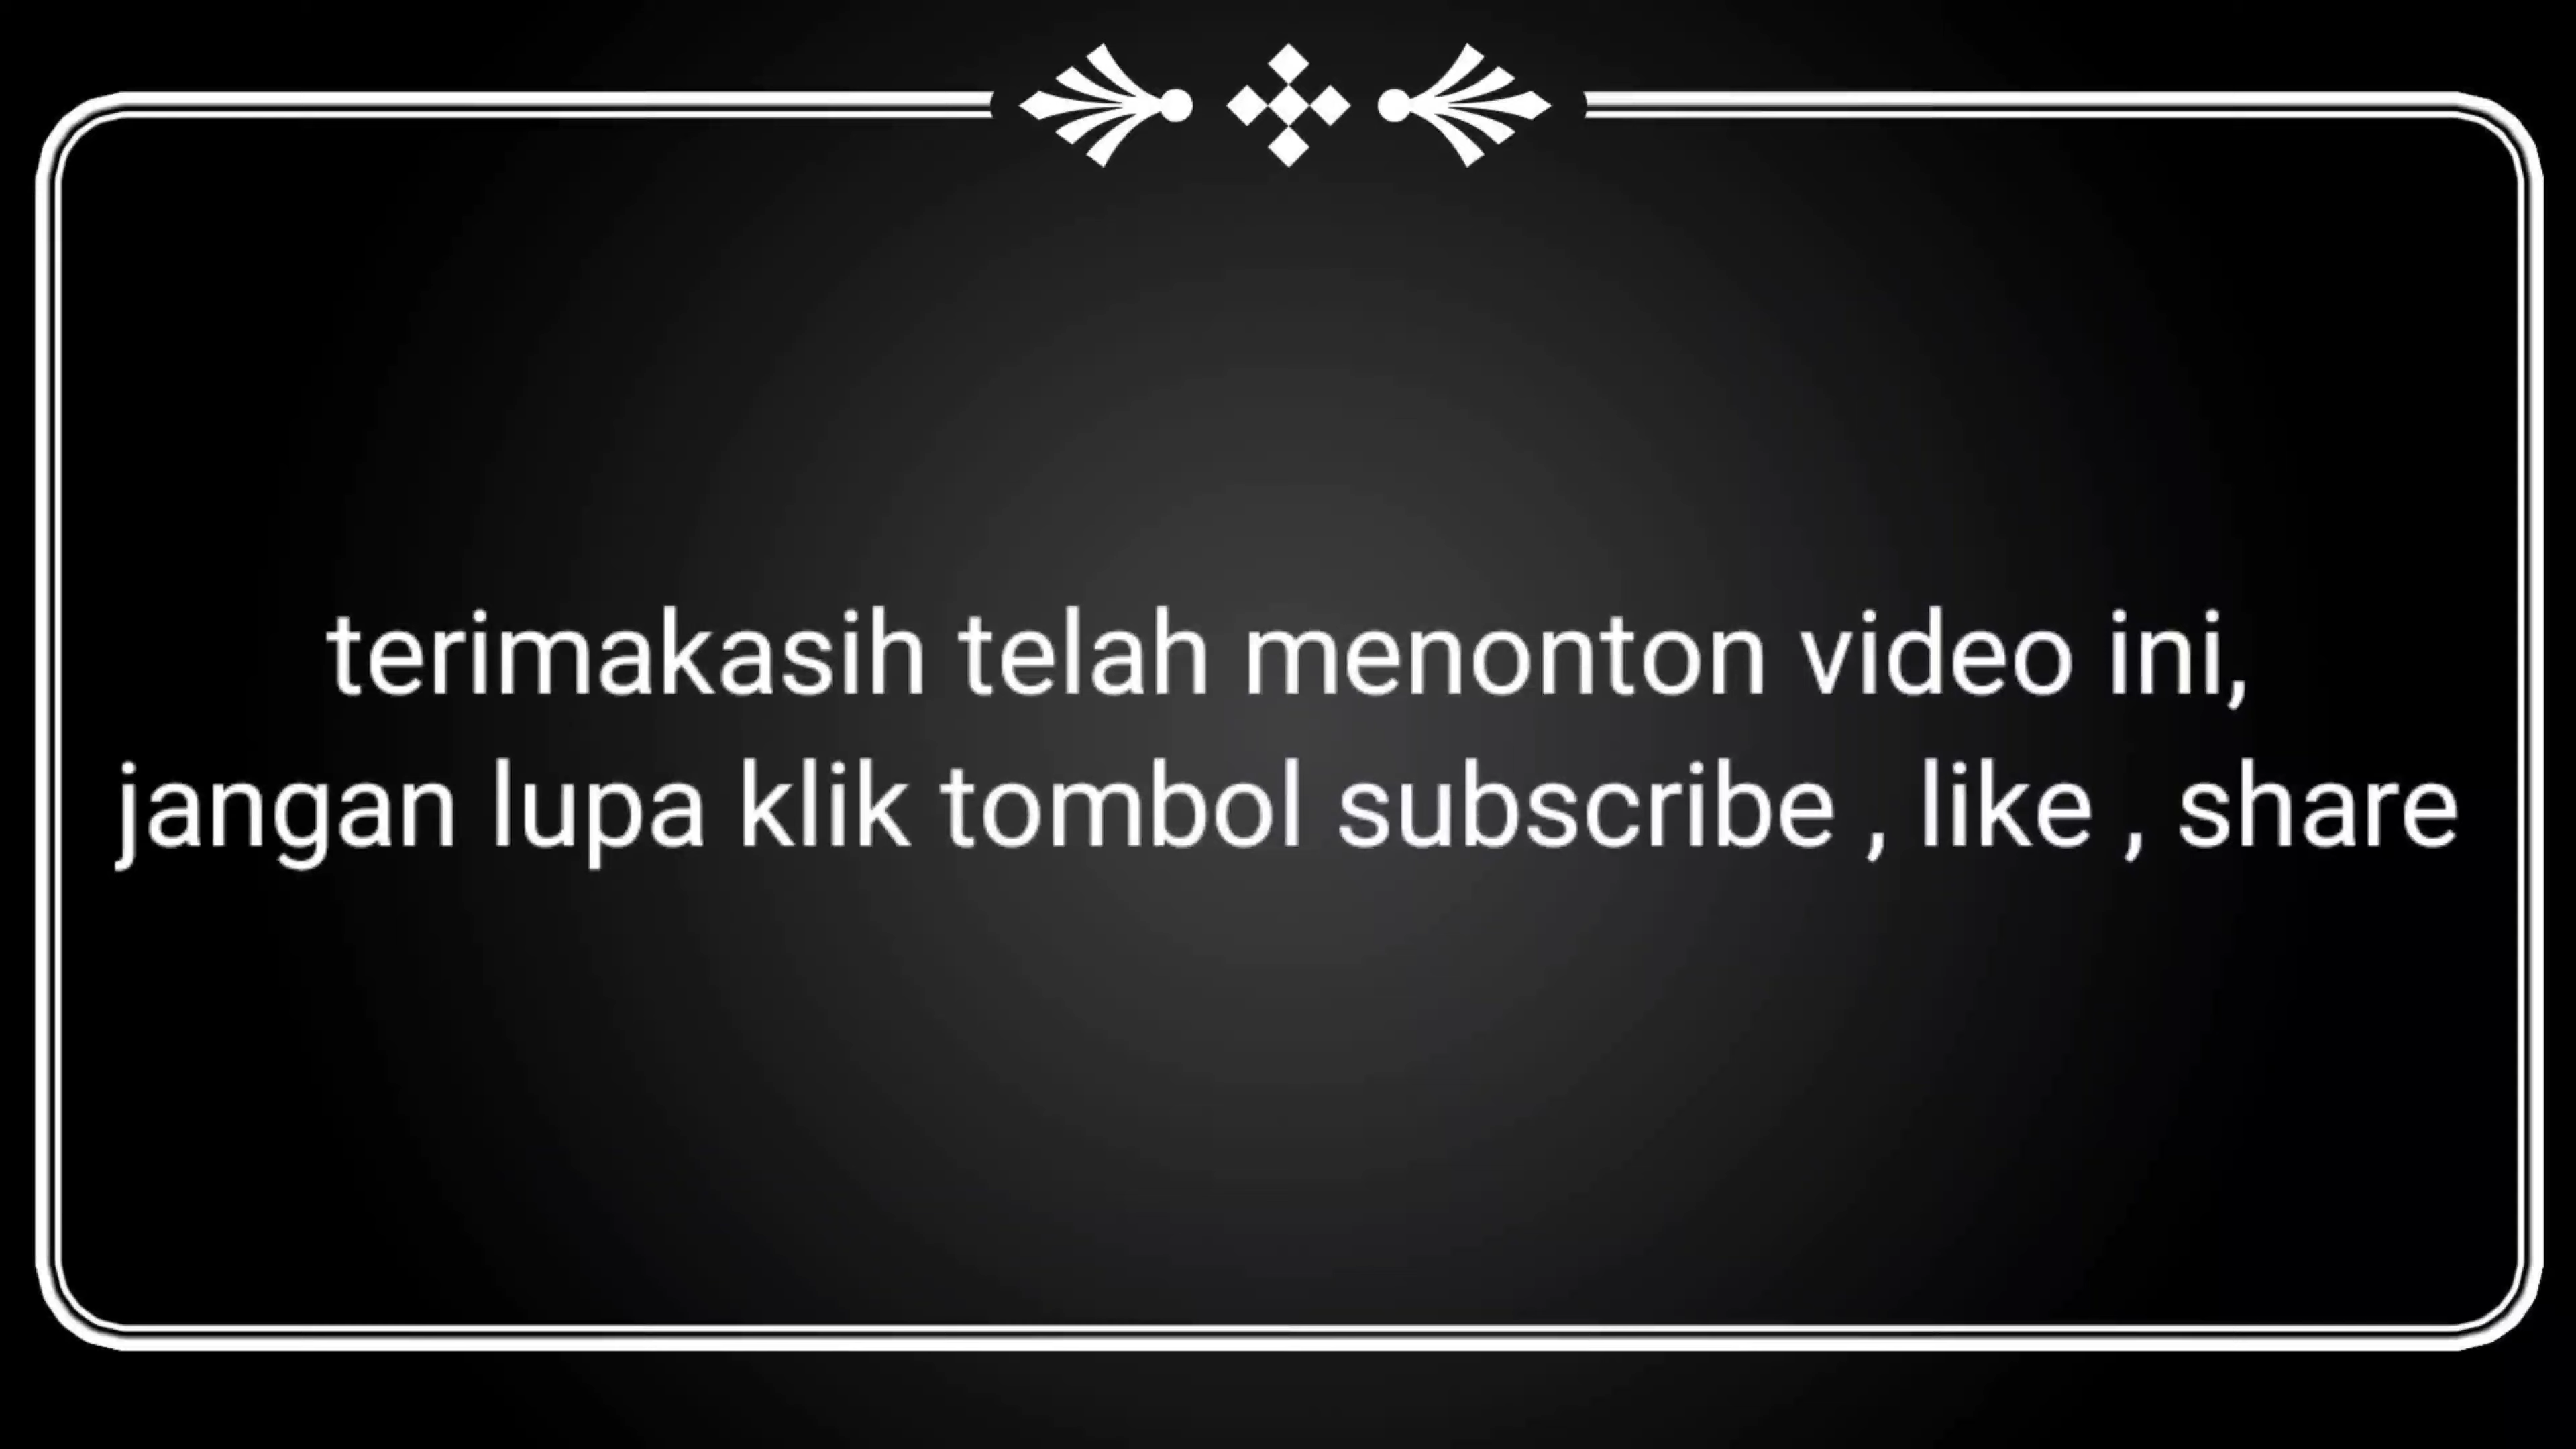 terimakasih telah menonton video ini,
jangan lupa klik tombol subscribe , like , share